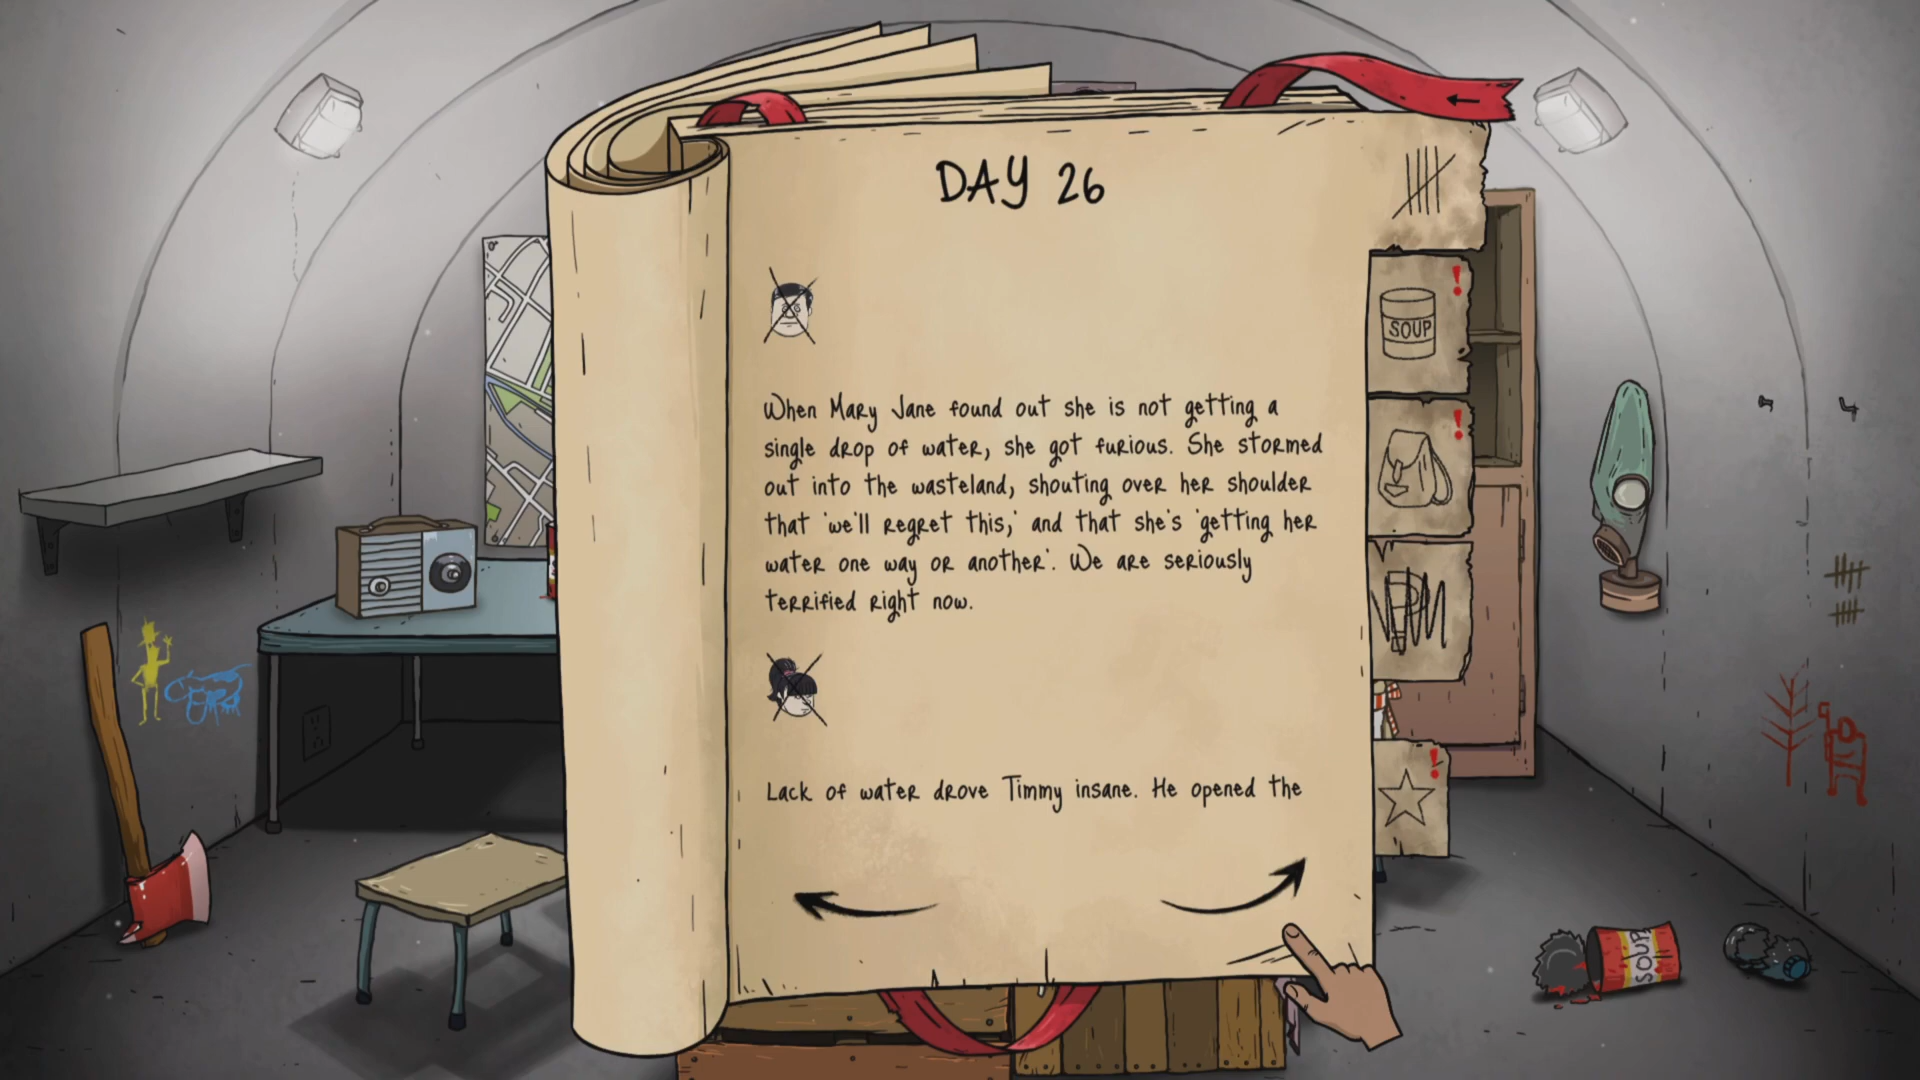 DAY 26
SOUP
When Mary Jane found out she is not getting a
single drop of water, she got furious. She stormed
out into the wasteland, shouting over her shoulder
that 'we'll regret this,' and that she's 'getting her
water one way or another'. We are seriously
terrified right now.
Lack of water drove Timmy insane. He opened the
SOUP